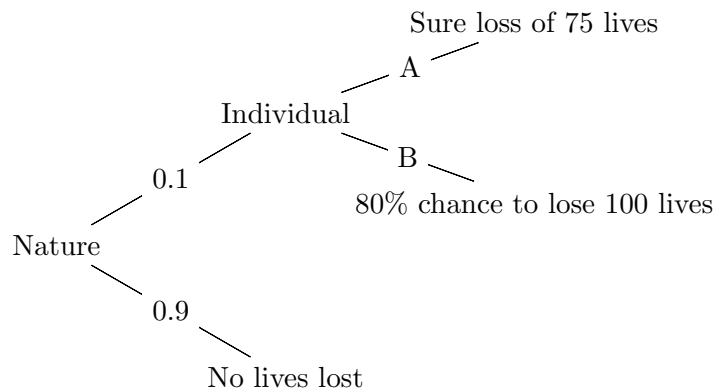 Sure loss of 75 lives
A
Individual
B
0.1
80% chance to lose 100 lives
Nature
0.9
No lives lost